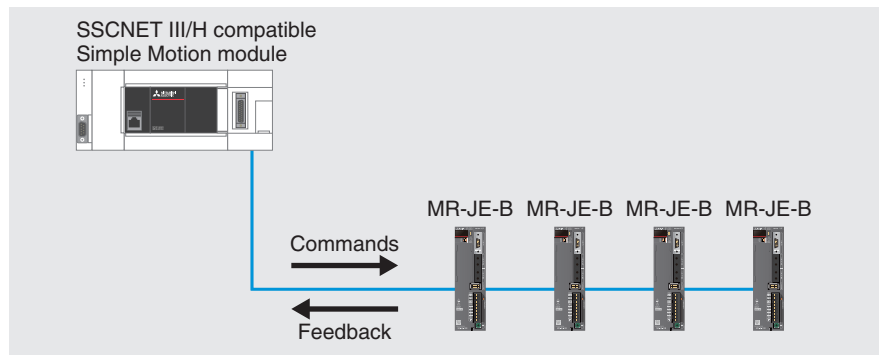 SSCNET III/H compatible
Simple Motion module
MR-JE-B MR-JE-B MR-JE-B MR-JE-B
Commands
Feedback